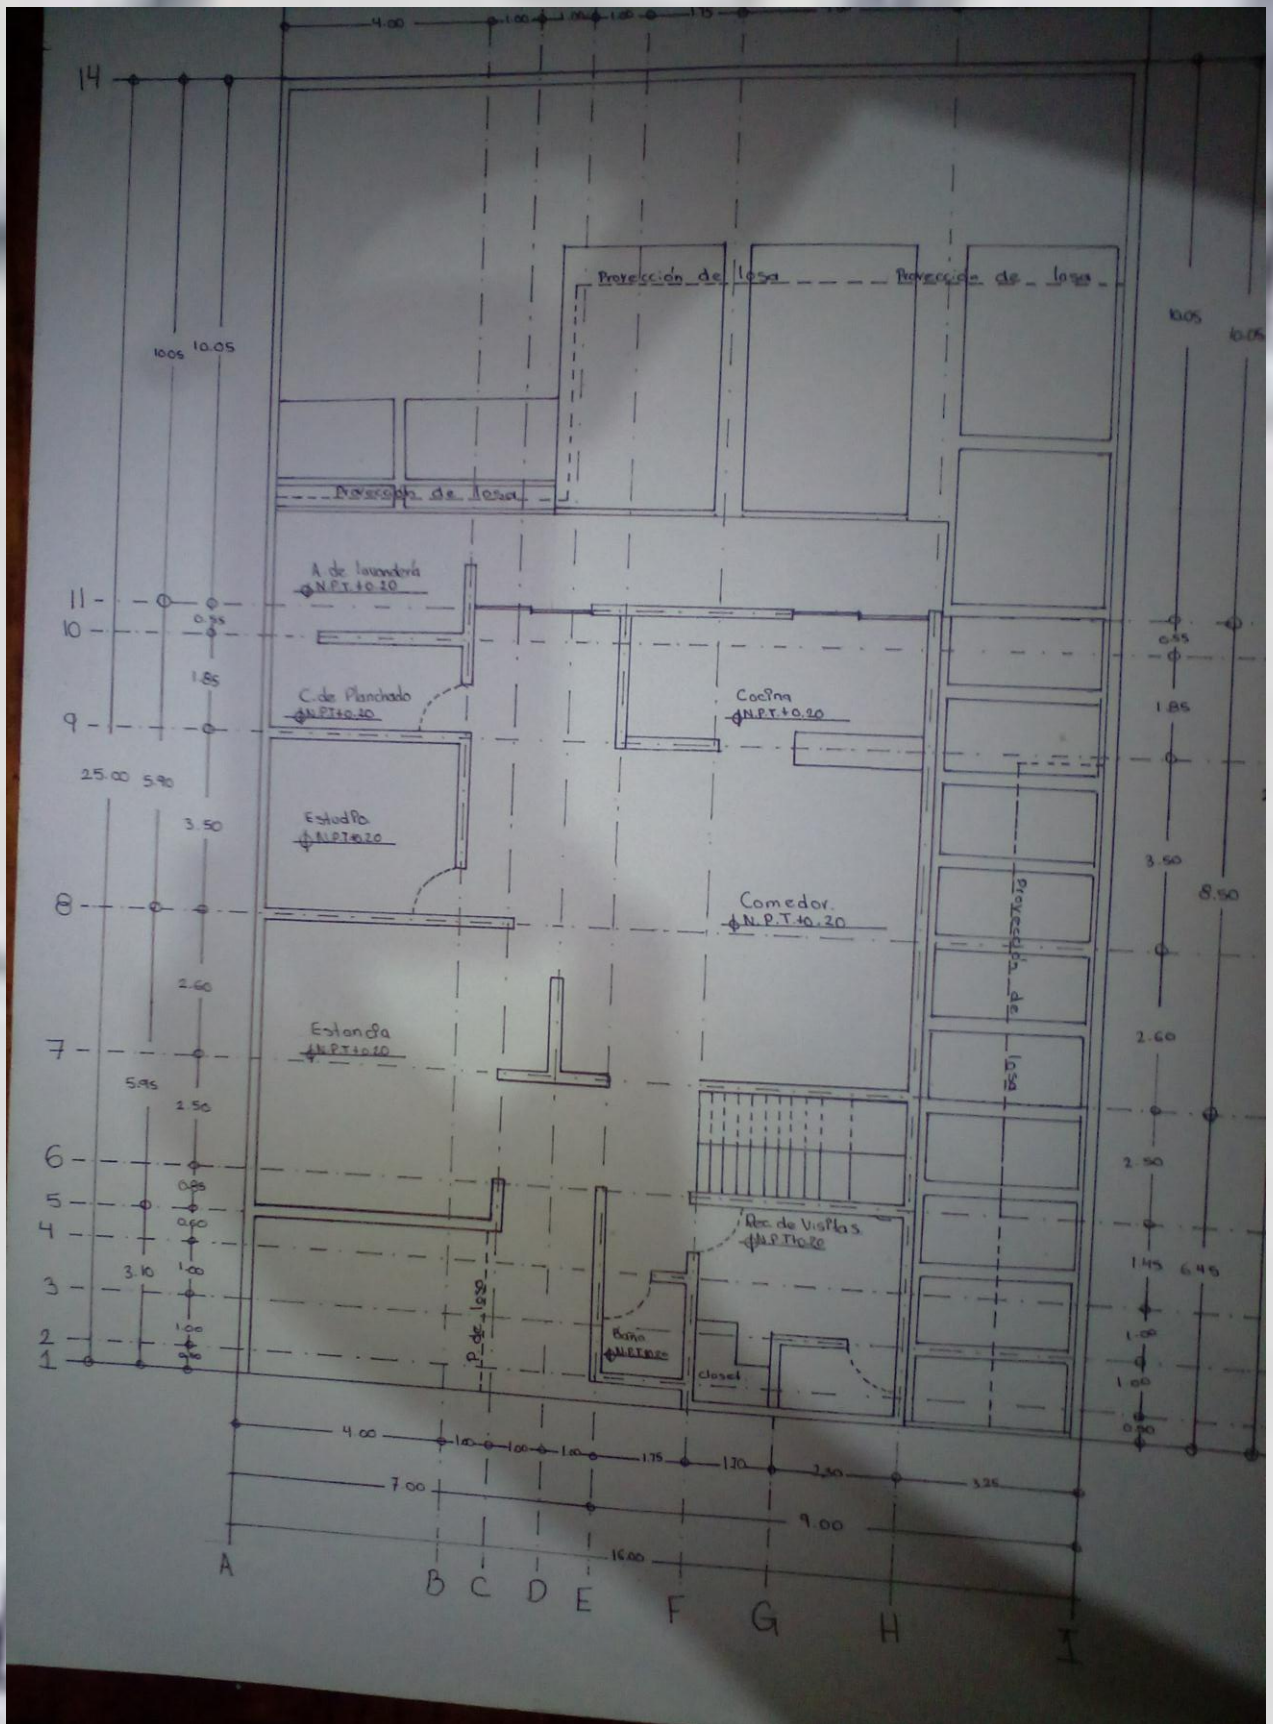 4.00 1.00 1.00 1.00 1.75
14
Proyección de losa
Proyección de losa
10.05 10.05
10.05 10.05
Proyección de losa
A. de lavandería
N.P.T.+0.20
11
0.55
10
0.55
1.85
C. de Planchado
N.P.T.+0.20
Cocina
N.P.T.+0.20
1.85
9
25.00 5.90
3.50
Estudio
N.P.T.+0.20
3.50
8
Comedor.
N.P.T.+0.20
8.50
Proyección de losa
2.60
Estancia
N.P.T.+0.20
7
2.60
5.95
2.50
6
2.50
0.85
5
0.60
4
Rec. de Visitas
N.P.T.+0.20
3.10
1.00
1.45 6.45
3
P. de losa
1.00
2
Baño
N.P.T.+0.20
1.00
1
closet
1.00
4.00 1.00 1.00 1.00 1.75 1.20 2.30 3.25
7.00
9.00
16.00
A B C D E F G H I